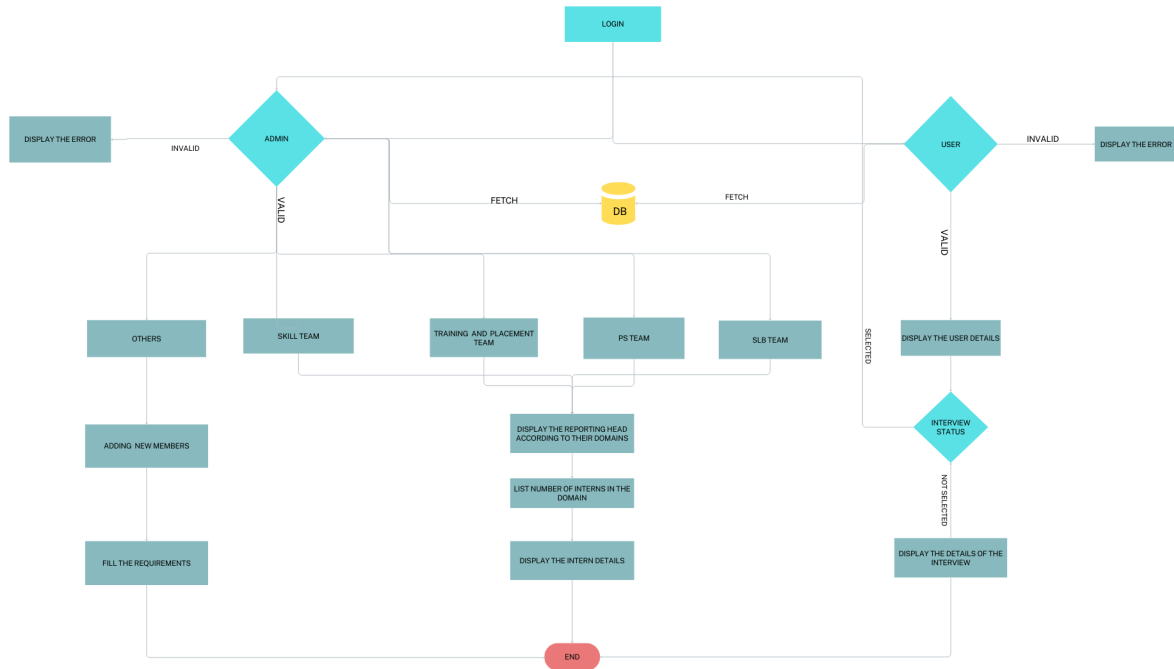 LOGIN
DISPLAY THE ERROR
INVALID
ADMIN
USER
INVALID
DISPLAY THE ERROR
VALID
FETCH
DB
FETCH
VALID
OTHERS
SKILL TEAM
TRAINING AND PLACEMENT
TEAM
PS TEAM
SLB TEAM
SELECTED
DISPLAY THE USER DETAILS
ADDING NEW MEMBERS
DISPLAY THE REPORTING HEAD
ACCORDING TO THEIR DOMAINS
INTERVIEW
STATUS
LIST NUMBER OF INTERNS IN THE
DOMAIN
NOT SELECTED
FILL THE REQUIREMENTS
DISPLAY THE INTERN DETAILS
DISPLAY THE DETAILS OF THE
INTERVIEW
END